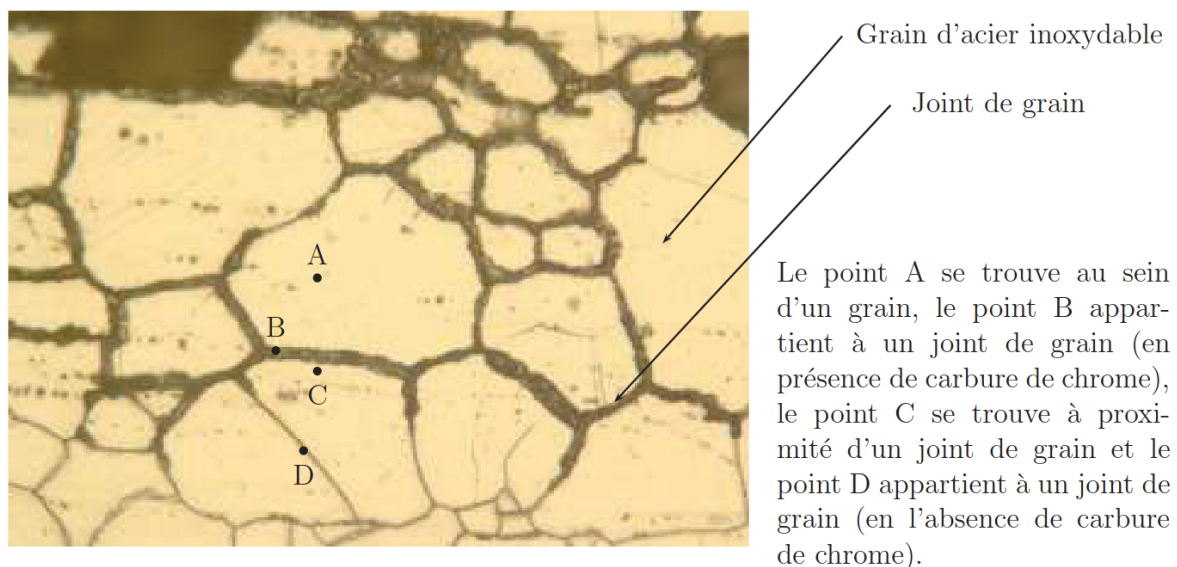 Grain d'acier inoxydable
Joint de grain
A
B
C
D
Le point A se trouve au sein
d'un grain, le point B appar-
tient à un joint de grain (en
présence de carbure de chrome),
le point C se trouve à proxi-
mité d'un joint de grain et le
point D appartient à un joint de
grain (en l'absence de carbure
de chrome).